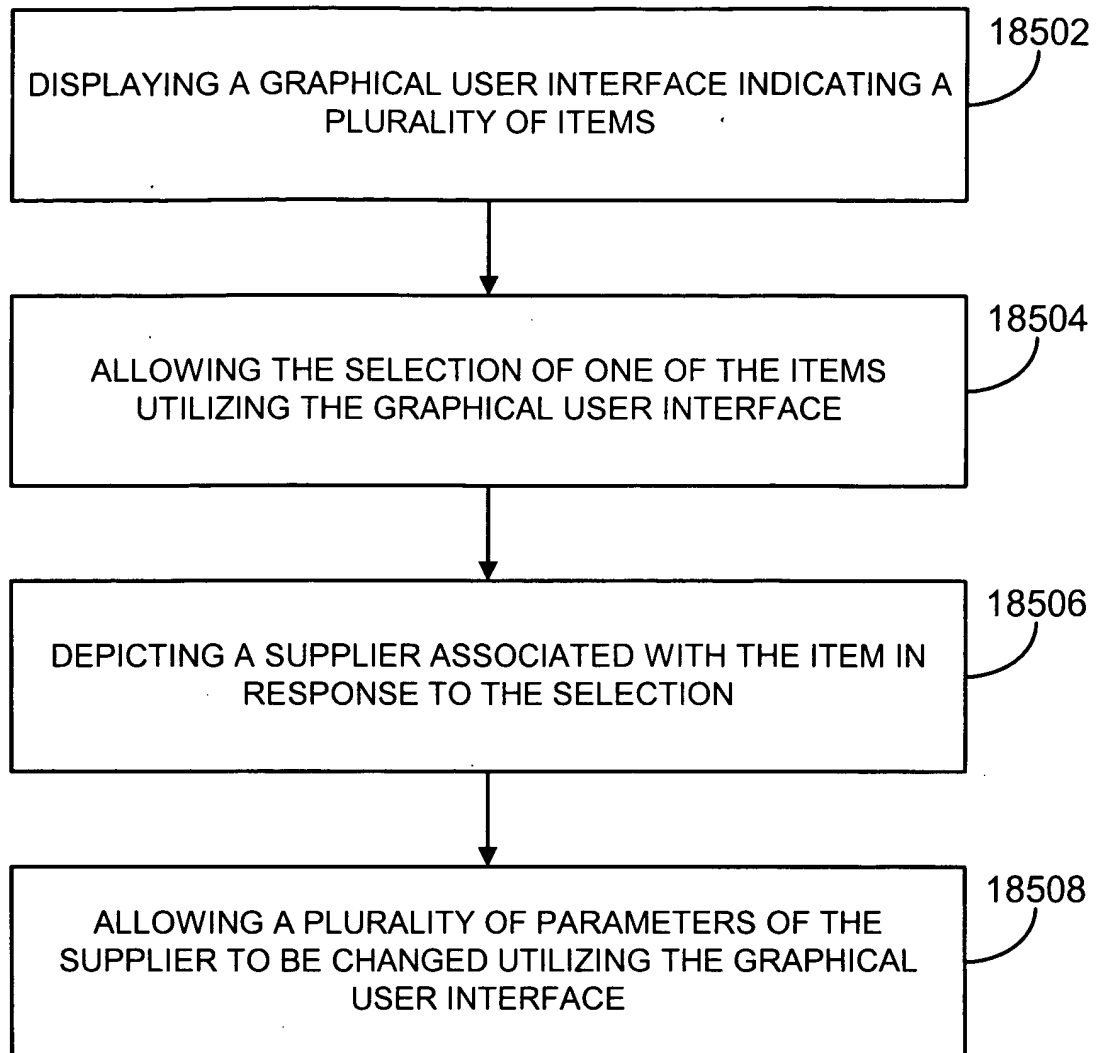 18502
DISPLAYING A GRAPHICAL USER INTERFACE INDICATING A
PLURALITY OF ITEMS
18504
ALLOWING THE SELECTION OF ONE OF THE ITEMS
UTILIZING THE GRAPHICAL USER INTERFACE
18506
DEPICTING A SUPPLIER ASSOCIATED WITH THE ITEM IN
RESPONSE TO THE SELECTION
18508
ALLOWING A PLURALITY OF PARAMETERS OF THE
SUPPLIER TO BE CHANGED UTILIZING THE GRAPHICAL
USER INTERFACE